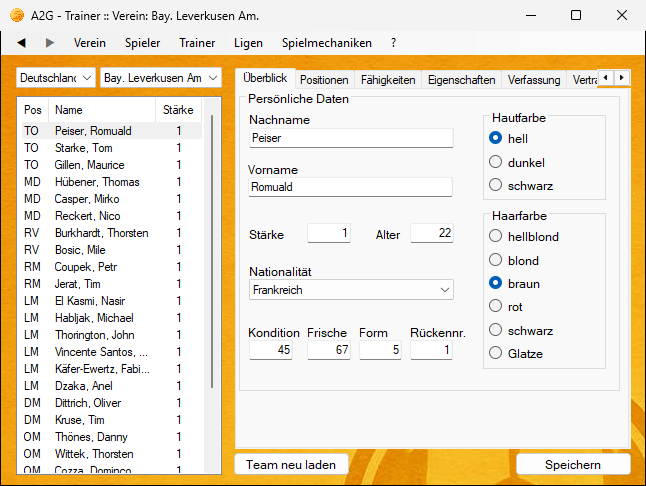 A2G - Trainer :: Verein: Bay. Leverkusen Am.
Verein Spieler Trainer Ligen Spielmechaniken ?
Deutschland Bay. Leverkusen Am
Überblick Positionen Fähigkeiten Eigenschaften Verfassung Vertra
Pos Name Stärke
TO Peiser, Romuald 1
TO Starke, Tom 1
TO Gillen, Maurice 1
MD Hübener, Thomas 1
MD Casper, Mirko 1
MD Reckert, Nico 1
RV Burkhardt, Thorsten 1
RV Bosic, Mile 1
RM Coupek, Petr 1
RM Jerat, Tim 1
LM El Kasmi, Nasir 1
LM Habljak, Michael 1
LM Thorington, John 1
LM Vincente Santos, ... 1
LM Käfer-Ewertz, Fabi... 1
LM Dzaka, Anel 1
DM Dittrich, Oliver 1
DM Kruse, Tim 1
OM Thönes, Danny 1
OM Wittek, Thorsten 1
OM Cozza, Domingo 1
Persönliche Daten
Nachname
Peiser
Vorname
Romuald
Stärke 1 Alter 22
Nationalität
Frankreich
Kondition Frische Form Rückennr.
45 67 5 1
Hautfarbe
hell
dunkel
schwarz
Haarfarbe
hellblond
blond
braun
rot
schwarz
Glatze
Team neu laden Speichern